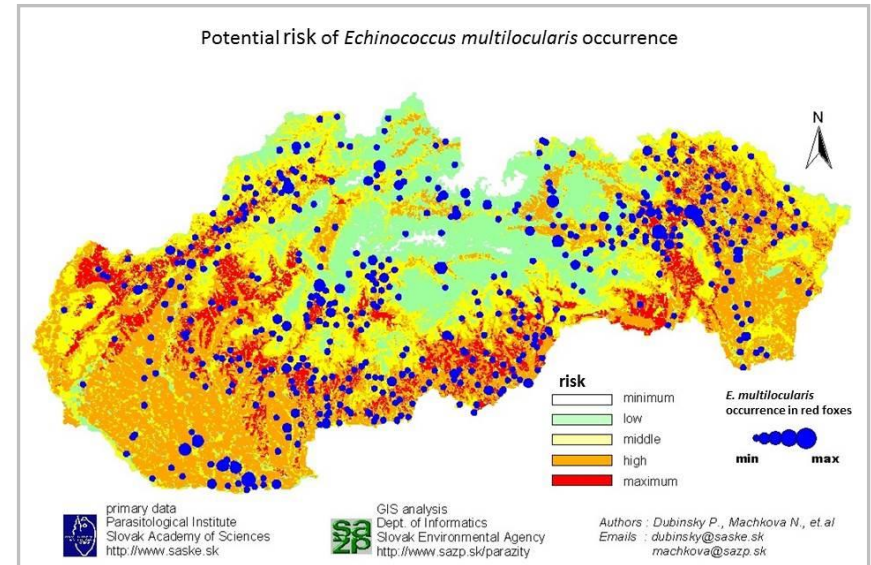 Potential risk of Echinococcus multilocularis occurrence
N
risk
minimum
low
middle
high
maximum
E. multilocularis
occurrence in red foxes
min max
primary data
Parasitological Institute
Slovak Academy of Sciences
http://www.saske.sk
sazp
GIS analysis
Dept. of Informatics
Slovak Environmental Agency
http://www.sazp.sk/parazity
Authors : Dubinsky P., Machkova N., et.al
Emails : dubinsky@saske.sk
machkova@sazp.sk